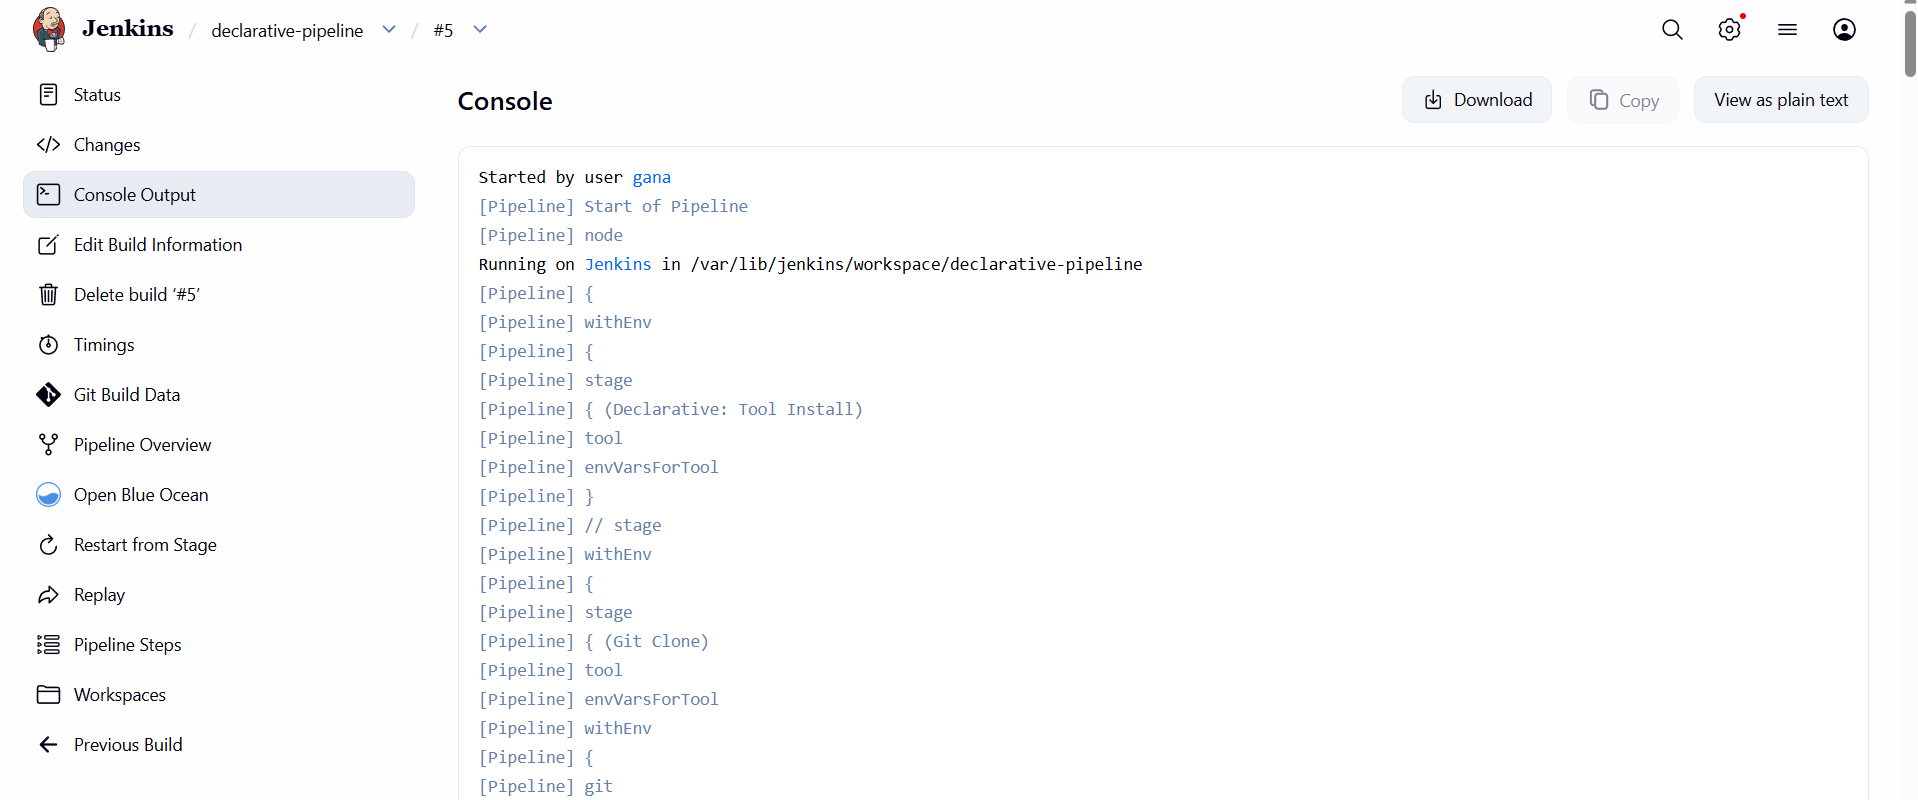 Jenkins / declarative-pipeline / #5
Status
Changes
Console Output
Edit Build Information
Delete build ‘#5’
Timings
Git Build Data
Pipeline Overview
Open Blue Ocean
Restart from Stage
Replay
Pipeline Steps
Workspaces
Previous Build
Console
Download
Copy
View as plain text
Started by user gana
[Pipeline] Start of Pipeline
[Pipeline] node
Running on Jenkins in /var/lib/jenkins/workspace/declarative-pipeline
[Pipeline] {
[Pipeline] withEnv
[Pipeline] {
[Pipeline] stage
[Pipeline] { (Declarative: Tool Install)
[Pipeline] tool
[Pipeline] envVarsForTool
[Pipeline] }
[Pipeline] // stage
[Pipeline] withEnv
[Pipeline] {
[Pipeline] stage
[Pipeline] { (Git Clone)
[Pipeline] tool
[Pipeline] envVarsForTool
[Pipeline] withEnv
[Pipeline] {
[Pipeline] git